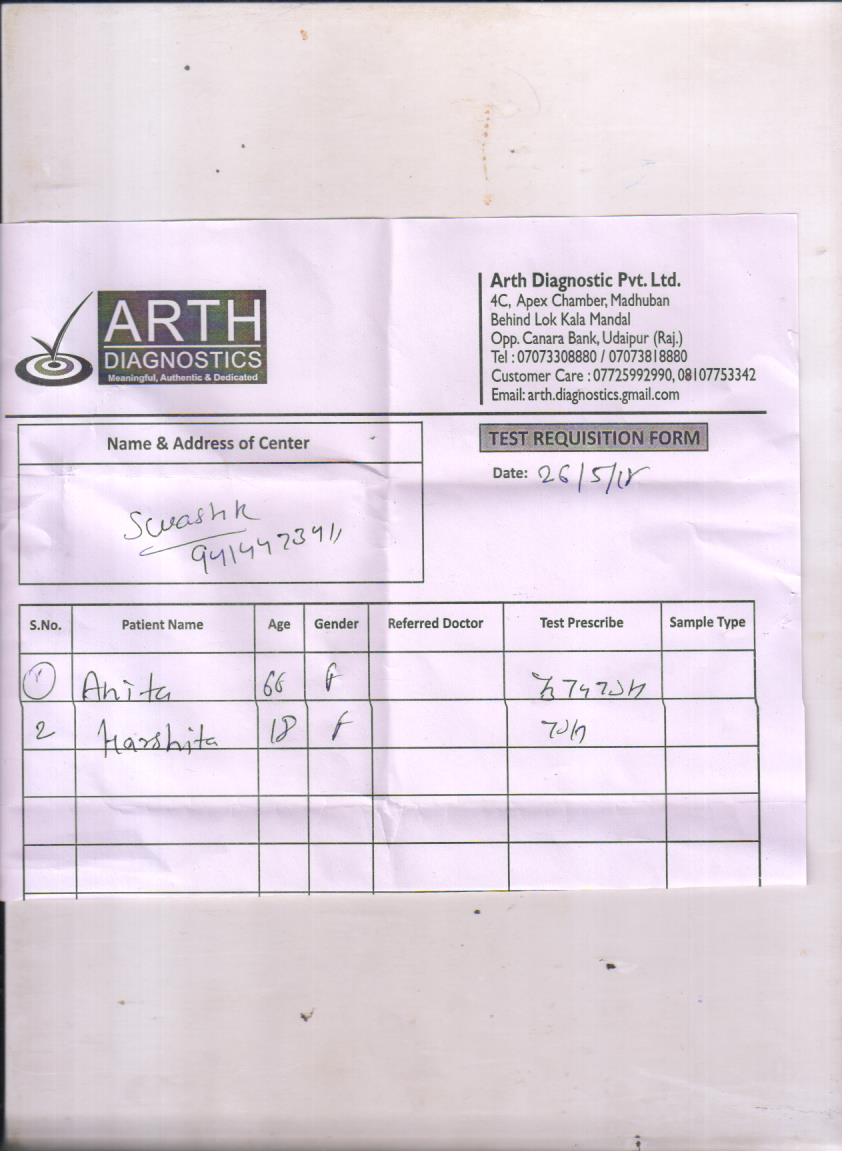 ARTH
DIAGNOSTICS
Meaningful, Authentic & Dedicated
Arth Diagnostic Pvt. Ltd.
4C, Apex Chamber, Madhuban
Behind Lok Kala Mandal
Opp. Canara Bank, Udaipur (Raj.)
Tel : 07073308880 / 07073818880
Customer Care : 07725992990, 08107753342
Email: arth.diagnostics.gmail.com
Name & Address of Center
TEST REQUISITION FORM
Date: 26/5/18
S.No. Patient Name Age Gender Referred Doctor Test Prescribe Sample Type
1 Anita 66 F
2 Harshita 18 F